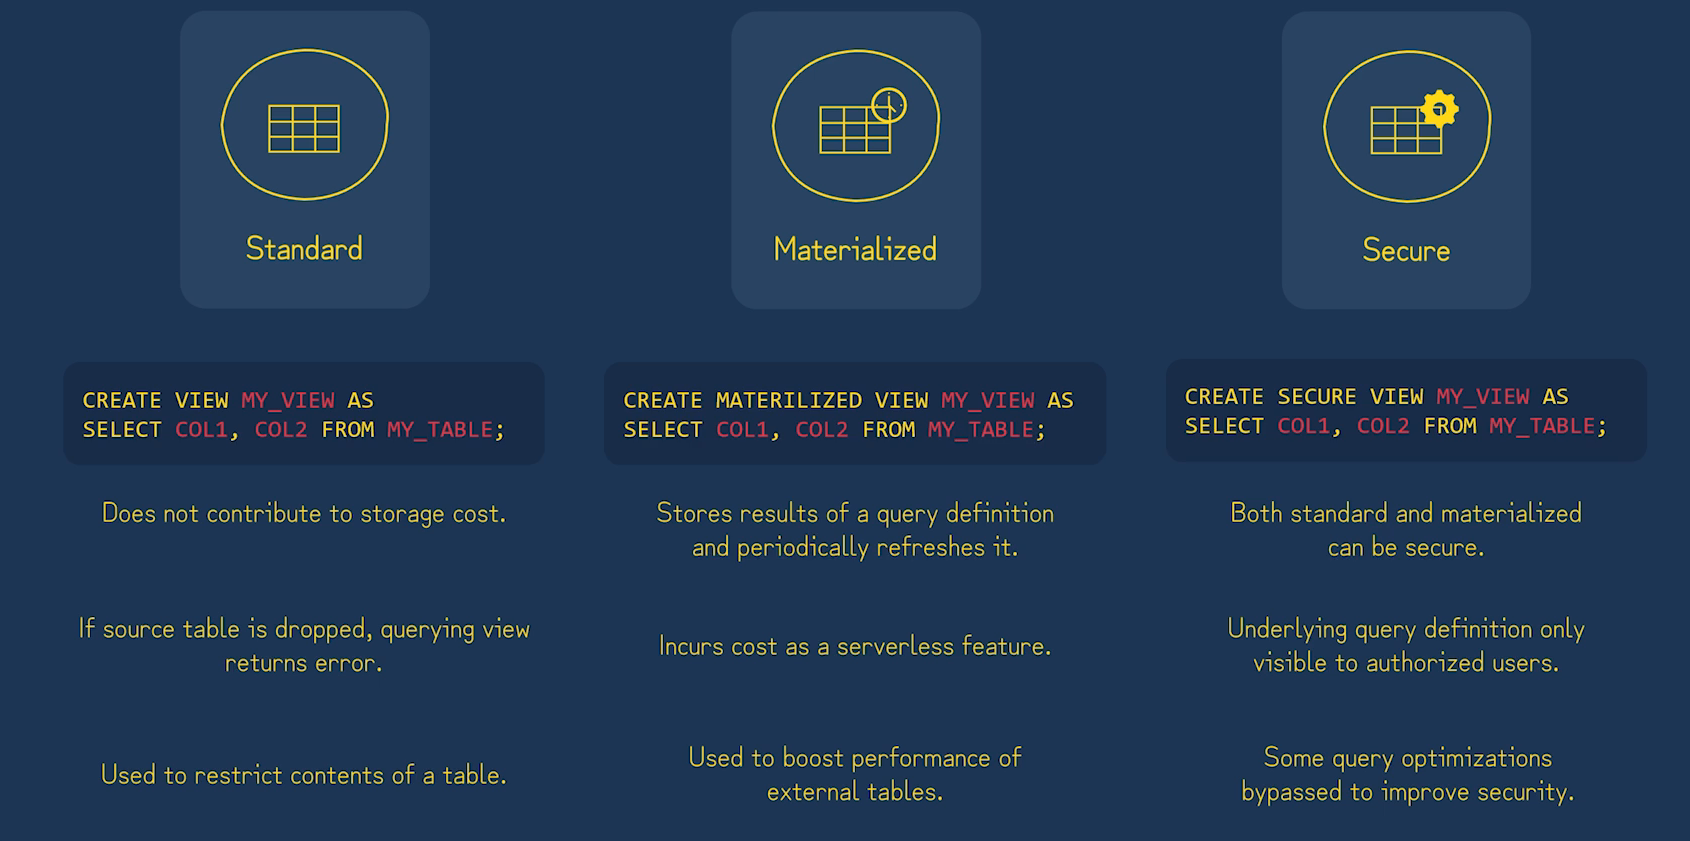 Standard
CREATE VIEW MY_VIEW AS
SELECT COL1, COL2 FROM MY_TABLE;
Does not contribute to storage cost.
If source table is dropped, querying view
returns error.
Used to restrict contents of a table.
Materialized
CREATE MATERILIZED VIEW MY_VIEW AS
SELECT COL1, COL2 FROM MY_TABLE;
Stores results of a query definition
and periodically refreshes it.
Incurs cost as a serverless feature.
Used to boost performance of
external tables.
Secure
CREATE SECURE VIEW MY_VIEW AS
SELECT COL1, COL2 FROM MY_TABLE;
Both standard and materialized
can be secure.
Underlying query definition only
visible to authorized users.
Some query optimizations
bypassed to improve security.